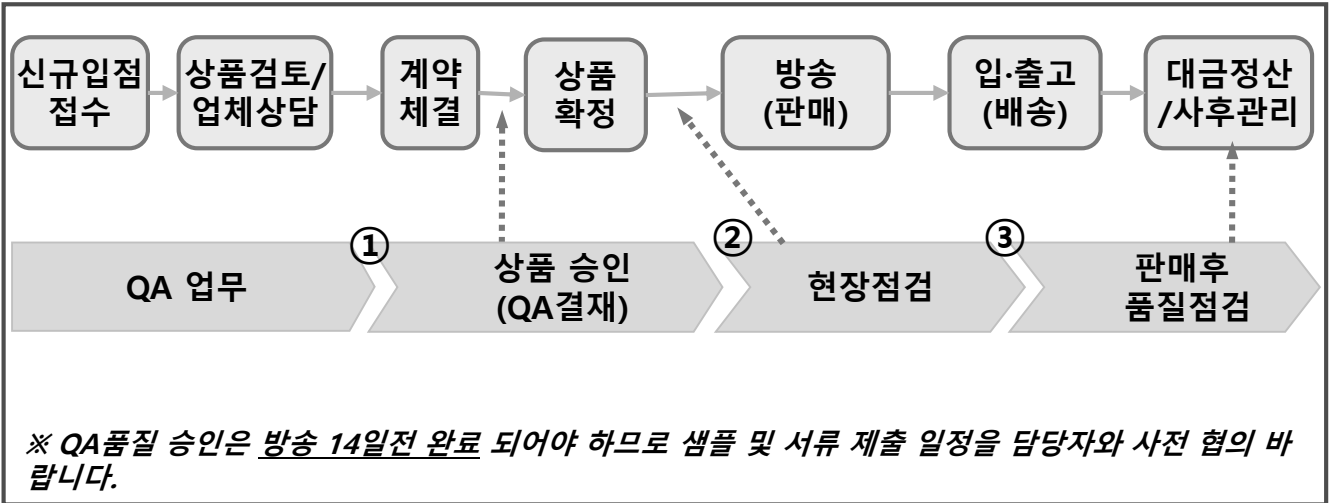 신규입점
접수
상품검토/
업체상담
계약
체결
상품
확정
방송
(판매)
입·출고
(배송)
대금정산
/사후관리
QA 업무
①
상품 승인
(QA결재)
②
현장점검
③
판매후
품질점검
※ QA품질 승인은 방송 14일전 완료 되어야 하므로 샘플 및 서류 제출 일정을 담당자와 사전 협의 바
랍니다.